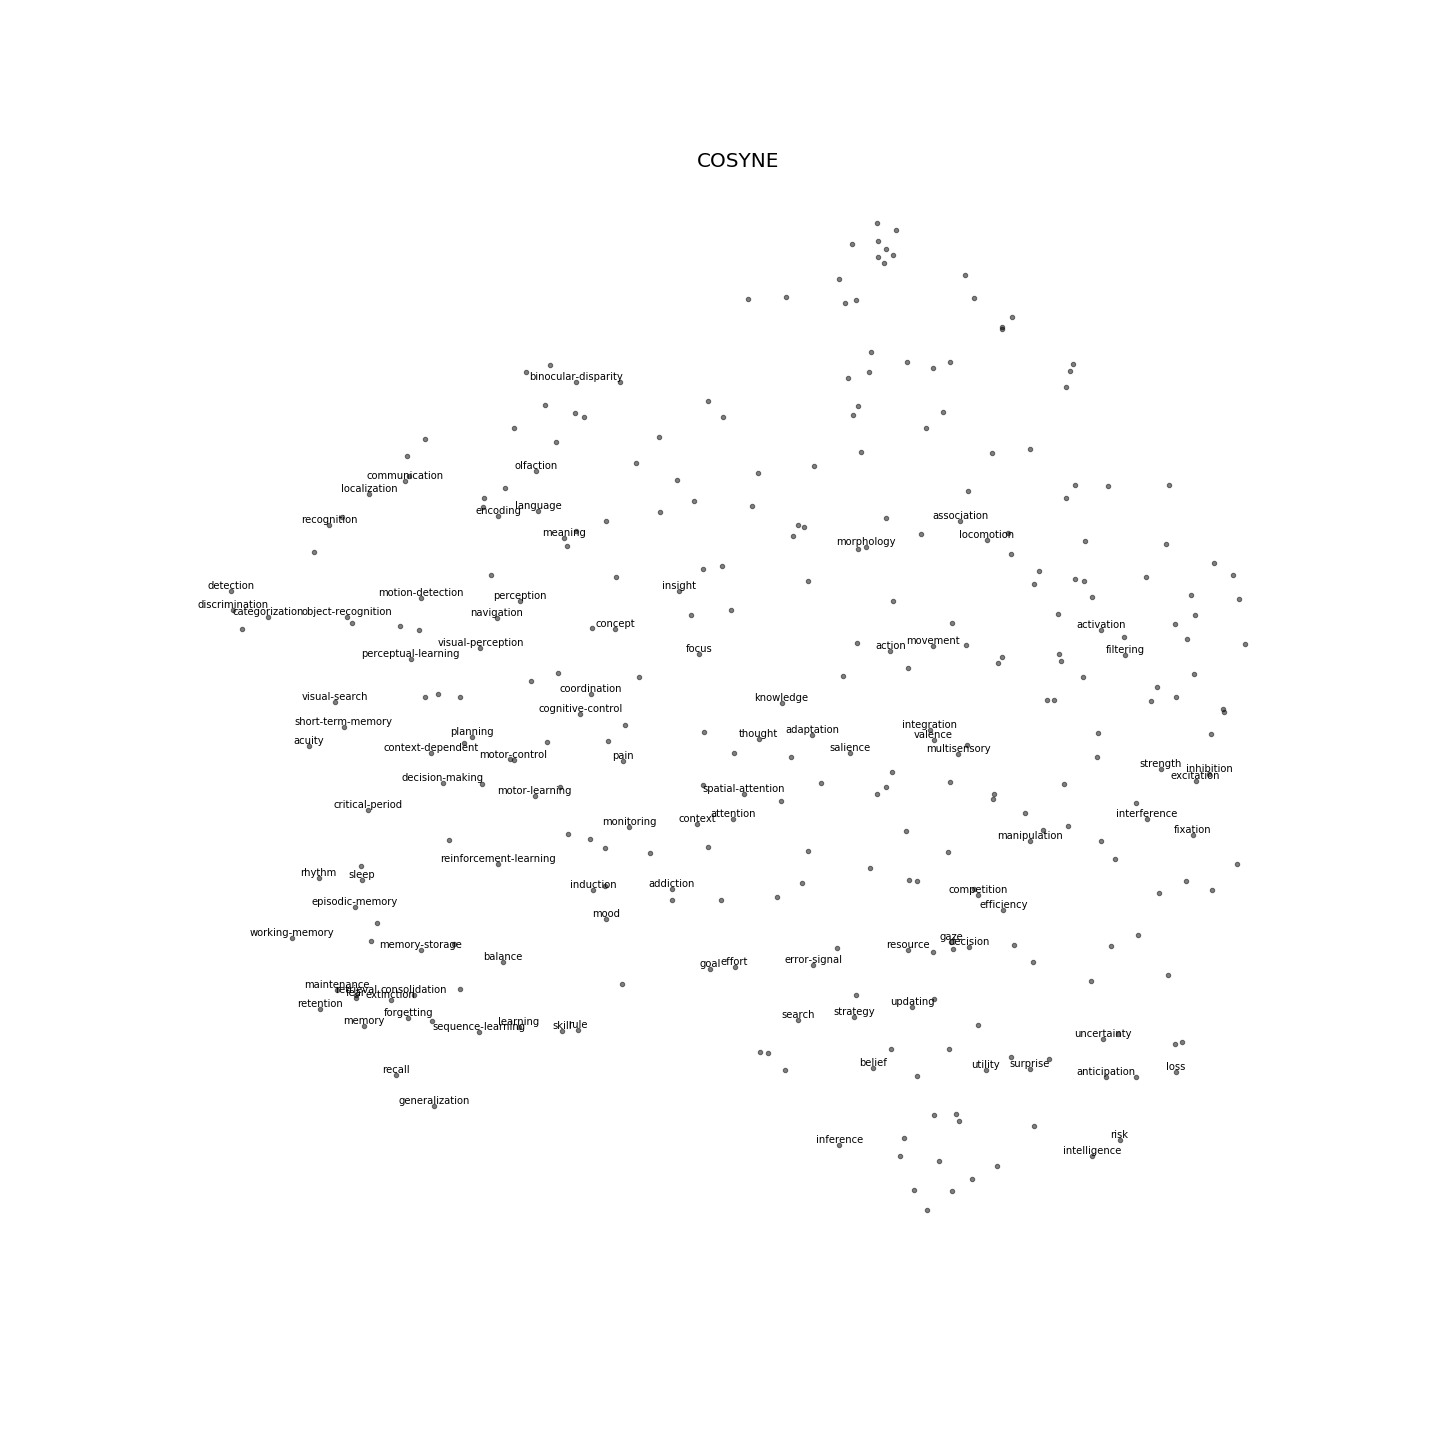 COSYNE
binocular-disparity
olfaction
communication
localization
language
encoding
association
recognition
meaning
locomotion
morphology
detection
insight
motion-detection
perception
discrimination
categorization
object-recognition
navigation
concept
activation
action
movement
visual-perception
focus
filtering
perceptual-learning
coordination
visual-search
knowledge
cognitive-control
short-term-memory
integration
planning
thought
adaptation
valence
acuity
context-dependent
salience
multisensory
motor-control
pain
strength
inhibition
excitation
decision-making
spatial-attention
motor-learning
critical-period
attention
interference
context
monitoring
fixation
manipulation
reinforcement-learning
rhythm
sleep
induction
addiction
competition
episodic-memory
efficiency
mood
working-memory
gaze
decision
memory-storage
resource
balance
error-signal
goal
effort
maintenance
retrieval
consolidation
fear
extinction
retention
updating
forgetting
strategy
search
memory
learning
sequence-learning
skill
rule
uncertainty
belief
utility
surprise
loss
recall
anticipation
generalization
risk
inference
intelligence